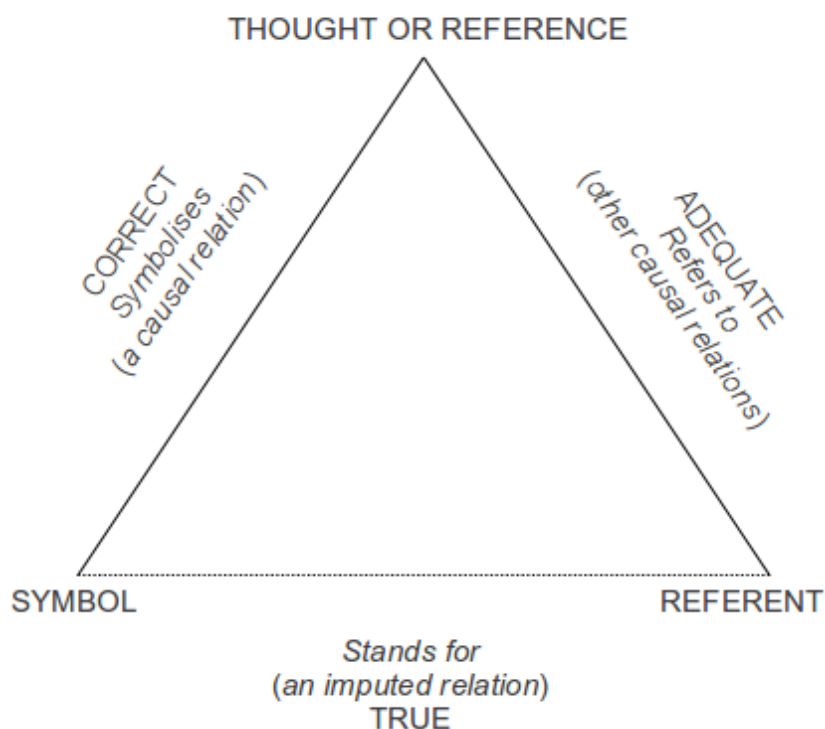 THOUGHT OR REFERENCE
CORRECT
Symbolises
(a causal relation)
ADEQUATE
Refers to
(other causal relations)
SYMBOL
REFERENT
Stands for
(an imputed relation)
TRUE